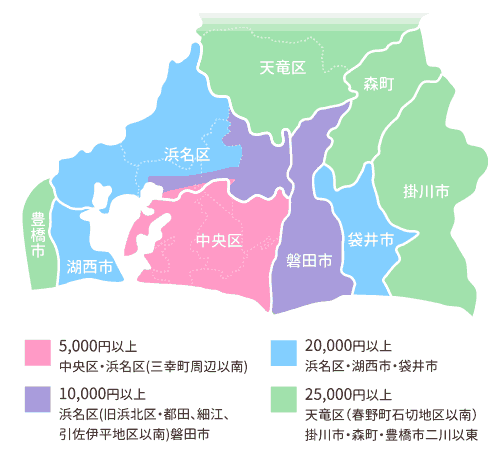 天竜区
森町
浜名区
掛川市
豊橋市
中央区
袋井市
磐田市
湖西市
5,000円以上
中央区・浜名区(三幸町周辺以南)
10,000円以上
浜名区(旧浜北区・都田、細江、
引佐伊平地区以南)磐田市
20,000円以上
浜名区・湖西市・袋井市
25,000円以上
天竜区(春野町石切地区以南)
掛川市・森町・豊橋市二川以東